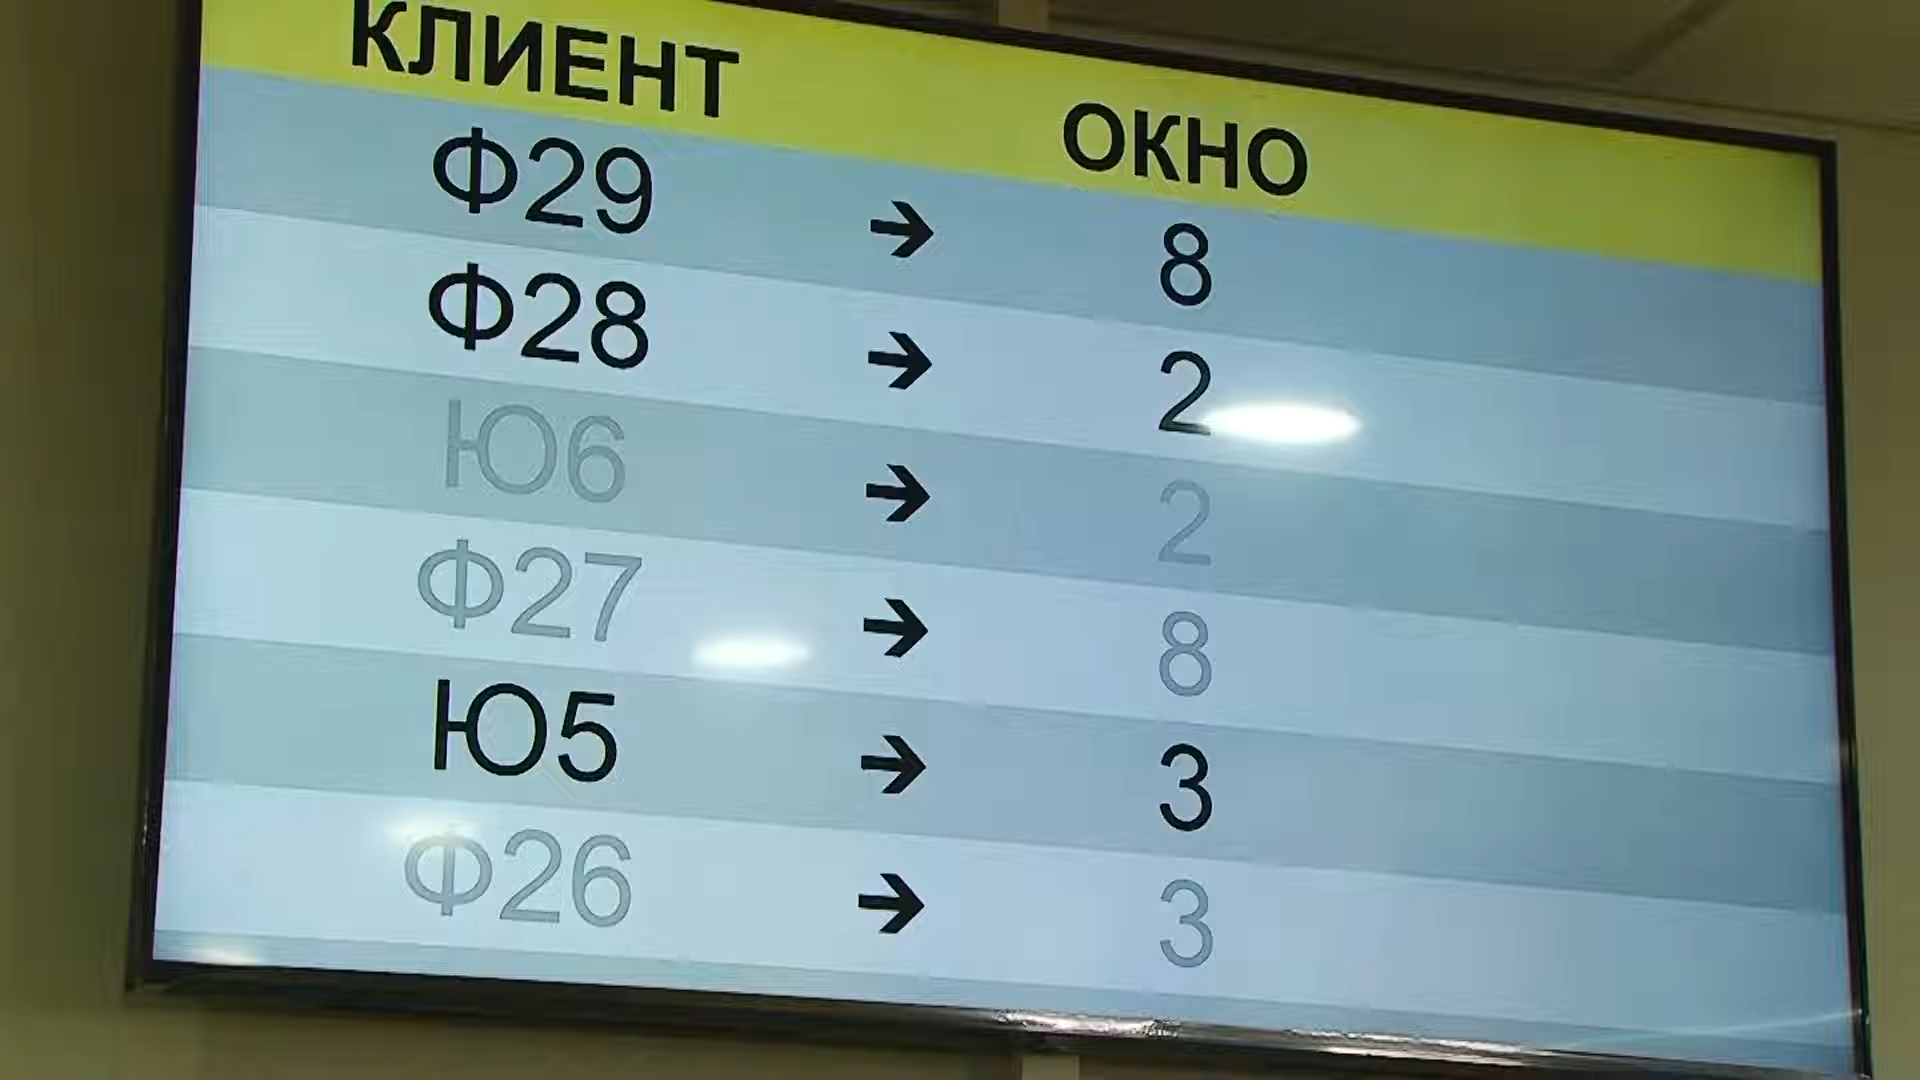 КЛИЕНТ ОКНО
Ф29 → 8
Ф28 → 2
Ю6 → 2
Ф27 → 8
Ю5 → 3
Ф26 → 3